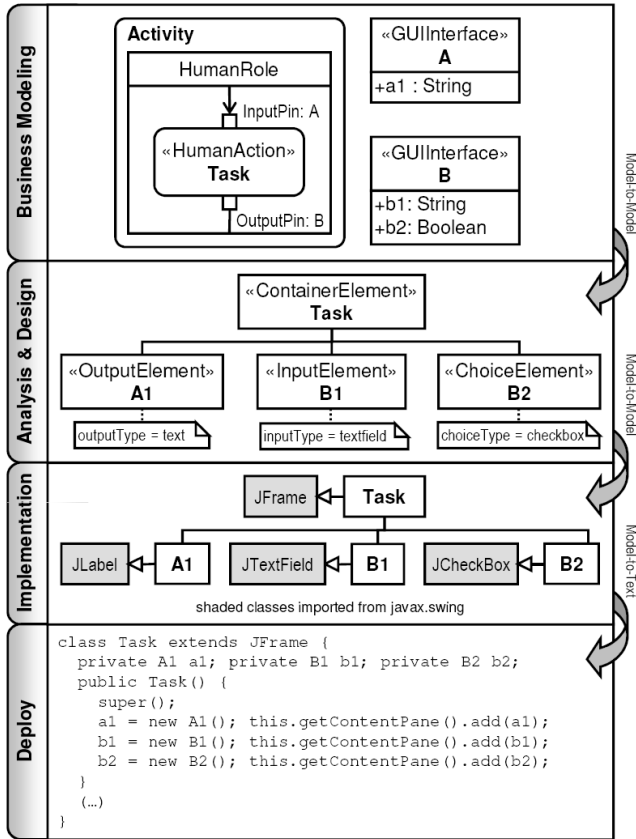 Business Modeling
Activity
HumanRole
InputPin: A
«HumanAction»
Task
OutputPin: B
«GUIInterface»
A
+a1 : String
«GUIInterface»
B
+b1: String
+b2: Boolean
Model-to-Model
Analysis & Design
«ContainerElement»
Task
«OutputElement»
A1
«InputElement»
B1
«ChoiceElement»
B2
outputType = text
inputType = textfield
choiceType = checkbox
Model-to-Model
Implementation
JFrame
Task
JLabel
A1
JTextField
B1
JCheckBox
B2
shaded classes imported from javax.swing
Model-to-Text
Deploy
class Task extends JFrame {
private A1 a1; private B1 b1; private B2 b2;
public Task() {
super();
a1 = new A1(); this.getContentPane().add(a1);
b1 = new B1(); this.getContentPane().add(b1);
b2 = new B2(); this.getContentPane().add(b2);
}
(…)
}